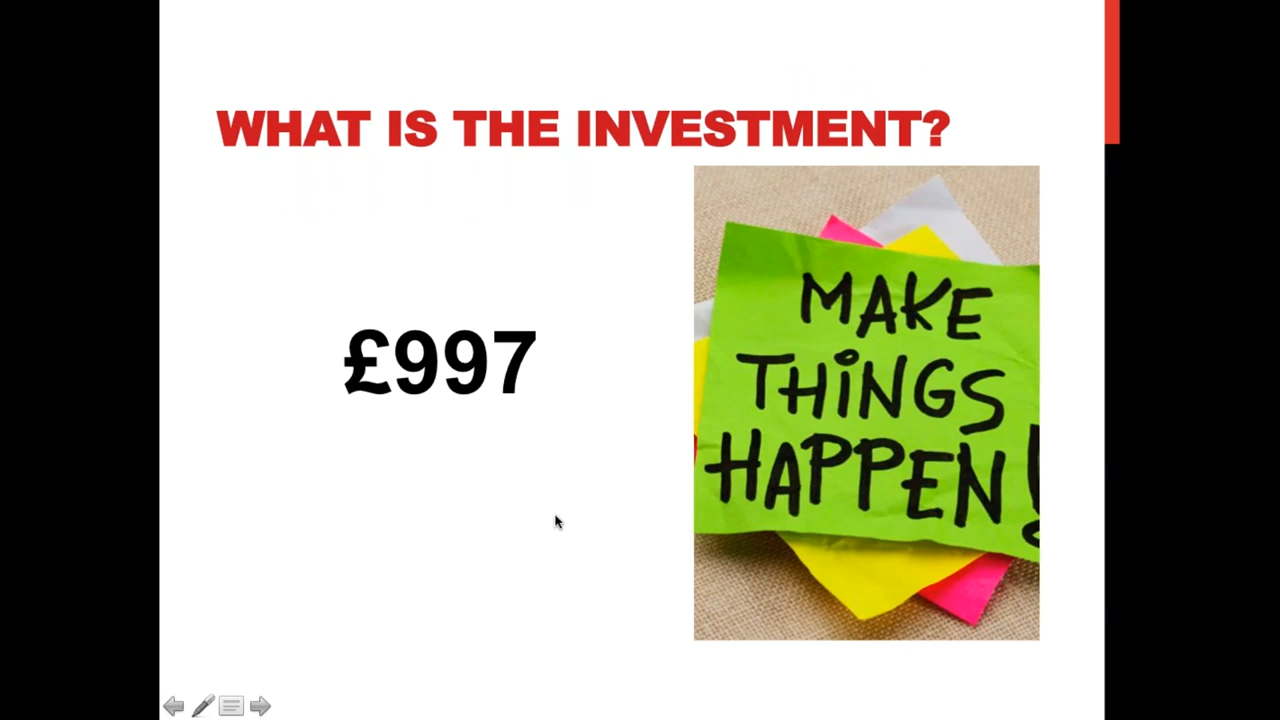 WHAT IS THE INVESTMENT?
£997
MAKE
THiNGS
HAPPEN!